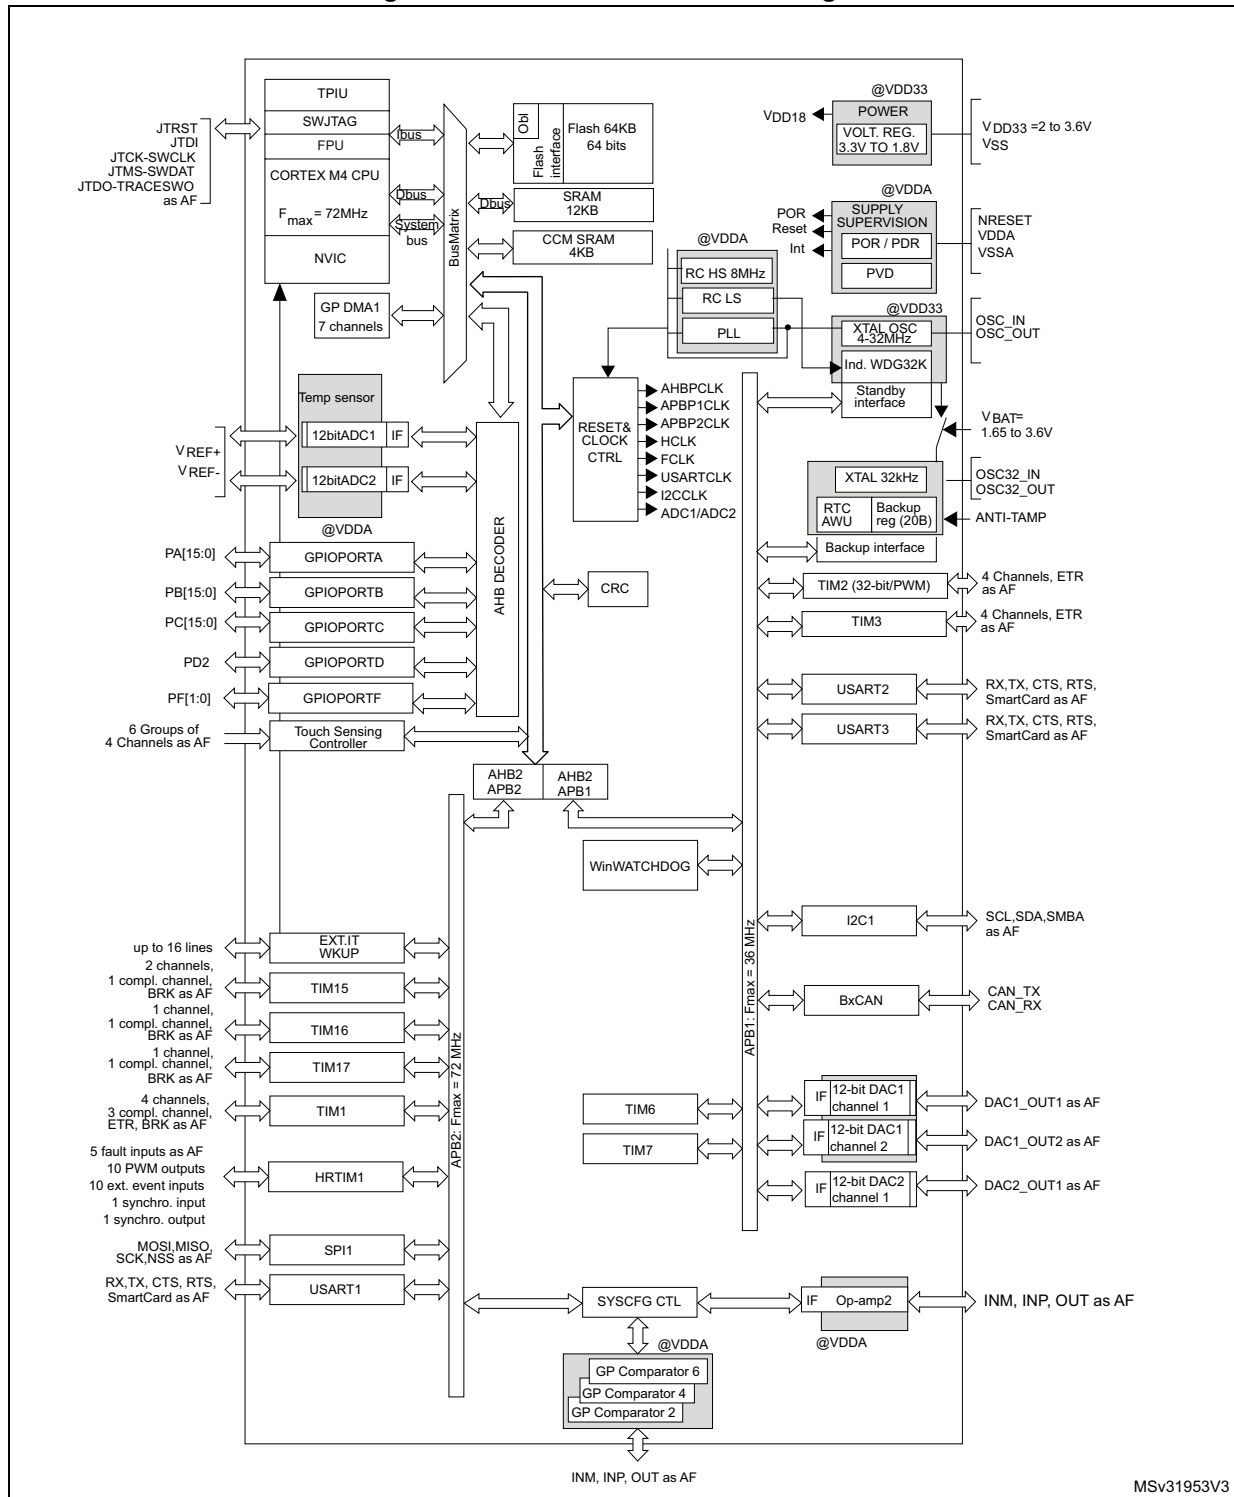 TPIU
SWJTAG
FPU
CORTEX M4 CPU
Fmax = 72MHz
NVIC
JTRST
JTDI
JTCK-SWCLK
JTMS-SWDAT
JTDO-TRACESWO
as AF
Ibus
Dbus
System
bus
BusMatrix
Obl
Flash
interface
Flash 64KB
64 bits
Dbus
SRAM
12KB
CCM SRAM
4KB
GP DMA1
7 channels
@VDD33
POWER
VOLT. REG.
3.3V TO 1.8V
VDD18
VDD33 =2 to 3.6V
VSS
@VDDA
SUPPLY
SUPERVISION
POR / PDR
PVD
POR
Reset
Int
NRESET
VDDA
VSSA
@VDDA
RC HS 8MHz
RC LS
PLL
@VDD33
XTAL OSC
4-32MHz
Ind. WDG32K
Standby
interface
OSC_IN
OSC_OUT
VBAT=
1.65 to 3.6V
XTAL 32kHz
RTC
AWU
Backup
reg (20B)
Backup interface
OSC32_IN
OSC32_OUT
ANTI-TAMP
RESET&
CLOCK
CTRL
AHBPCLK
APBP1CLK
APBP2CLK
HCLK
FCLK
USARTCLK
I2CCLK
ADC1/ADC2
Temp sensor
12bitADC1
IF
12bitADC2
IF
@VDDA
VREF+
VREF-
AHB DECODER
CRC
PA[15:0]
GPIOPORTA
PB[15:0]
GPIOPORTB
PC[15:0]
GPIOPORTC
PD2
GPIOPORTD
PF[1:0]
GPIOPORTF
6 Groups of
4 Channels as AF
Touch Sensing
Controller
AHB2
APB2
AHB2
APB1
WinWATCHDOG
TIM2 (32-bit/PWM)
4 Channels, ETR
as AF
TIM3
4 Channels, ETR
as AF
USART2
RX,TX, CTS, RTS,
SmartCard as AF
USART3
RX,TX, CTS, RTS,
SmartCard as AF
I2C1
SCL,SDA,SMBA
as AF
BxCAN
CAN_TX
CAN_RX
APB1: Fmax = 36 MHz
APB2: Fmax = 72 MHz
up to 16 lines
EXT.IT
WKUP
2 channels,
1 compl. channel,
BRK as AF
TIM15
1 channel,
1 compl. channel,
BRK as AF
TIM16
1 channel,
1 compl. channel,
BRK as AF
TIM17
4 channels,
3 compl. channel,
ETR, BRK as AF
TIM1
5 fault inputs as AF
10 PWM outputs
10 ext. event inputs
1 synchro. input
1 synchro. output
HRTIM1
MOSI,MISO,
SCK,NSS as AF
SPI1
RX,TX, CTS, RTS,
SmartCard as AF
USART1
TIM6
TIM7
IF
12-bit DAC1
channel 1
DAC1_OUT1 as AF
IF
12-bit DAC1
channel 2
DAC1_OUT2 as AF
IF
12-bit DAC2
channel 1
DAC2_OUT1 as AF
SYSCFG CTL
IF
Op-amp2
INM, INP, OUT as AF
@VDDA
@VDDA
GP Comparator 6
GP Comparator 4
GP Comparator 2
INM, INP, OUT as AF
MSv31953V3